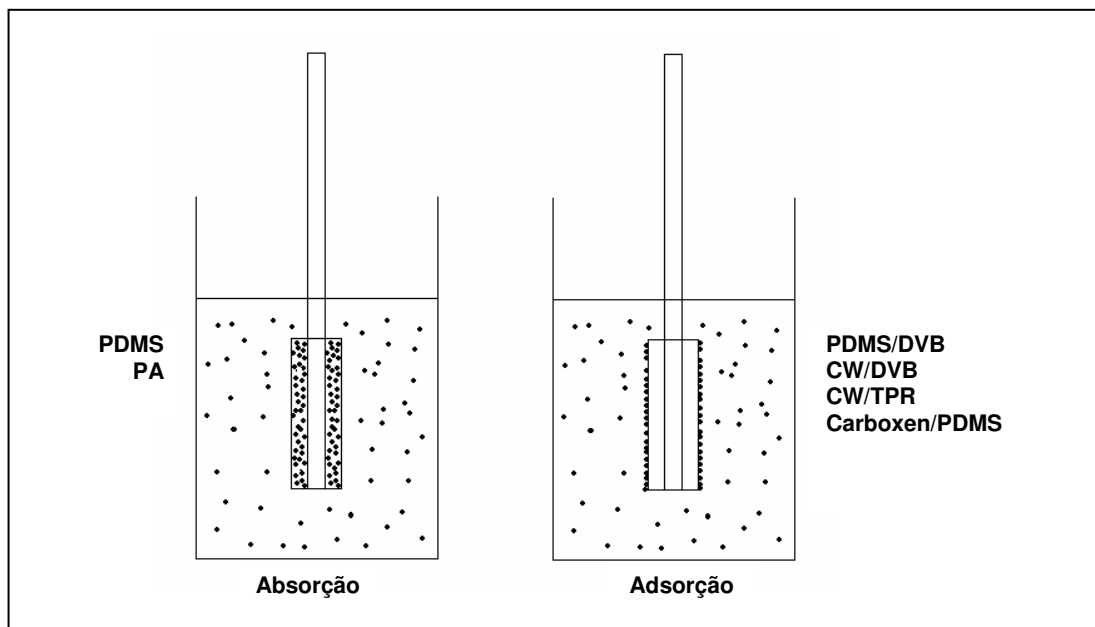 PDMS
PA
PDMS/DVB
CW/DVB
CW/TPR
Carboxen/PDMS
Absorção
Adsorção